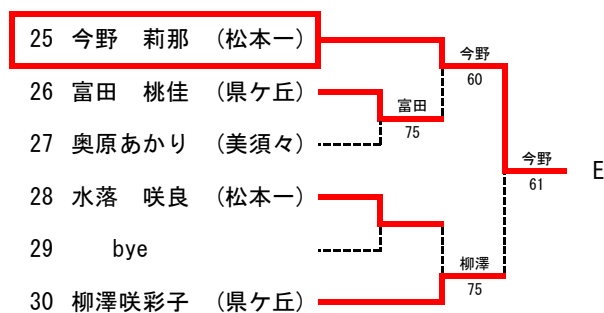 25 今野　莉那 （松本一）
今野
60
26 富田　桃佳 （県ケ丘）
富田
75
27 奥原あかり （美須々）
今野
61
E
28 水落　咲良 （松本一）
29 bye
柳澤
75
30 柳澤咲彩子 （県ケ丘）